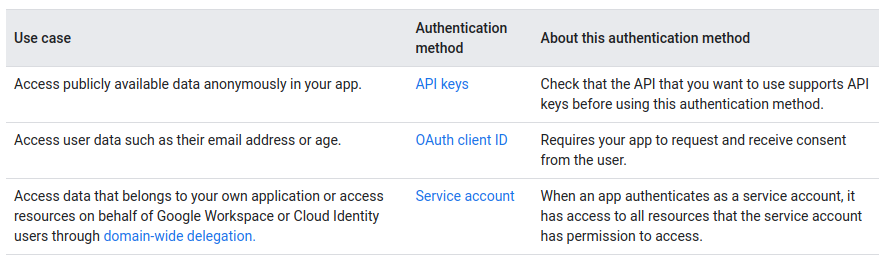 Use case
Authentication
method
About this authentication method
Access publicly available data anonymously in your app.
API keys
Check that the API that you want to use supports API
keys before using this authentication method.
Access user data such as their email address or age.
OAuth client ID
Requires your app to request and receive consent
from the user.
Access data that belongs to your own application or access
resources on behalf of Google Workspace or Cloud Identity
users through domain-wide delegation.
Service account
When an app authenticates as a service account, it
has access to all resources that the service account
has permission to access.